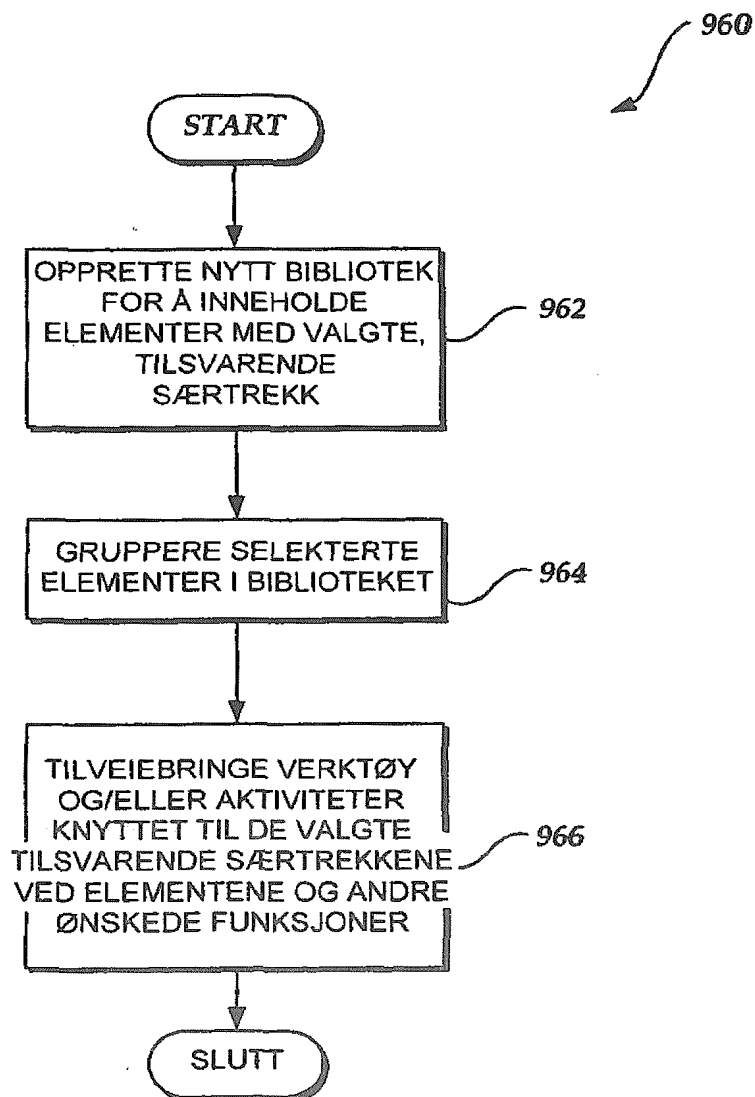 960
START
OPPRETTE NYTT BIBLIOTEK
FOR Å INNEHOLDE
ELEMENTER MED VALGTE,
TILSVARENDE
SÆRTREKK
962
GRUPPERE SELEKTERTE
ELEMENTER I BIBLIOTEKET
964
TILVEIEBRINGE VERKTØY
OG/ELLER AKTIVITETER
KNYTTET TIL DE VALGTE
TILSVARENDE SÆRTREKKENE
VED ELEMENTENE OG ANDRE
ØNSKEDE FUNKSJONER
966
SLUTT